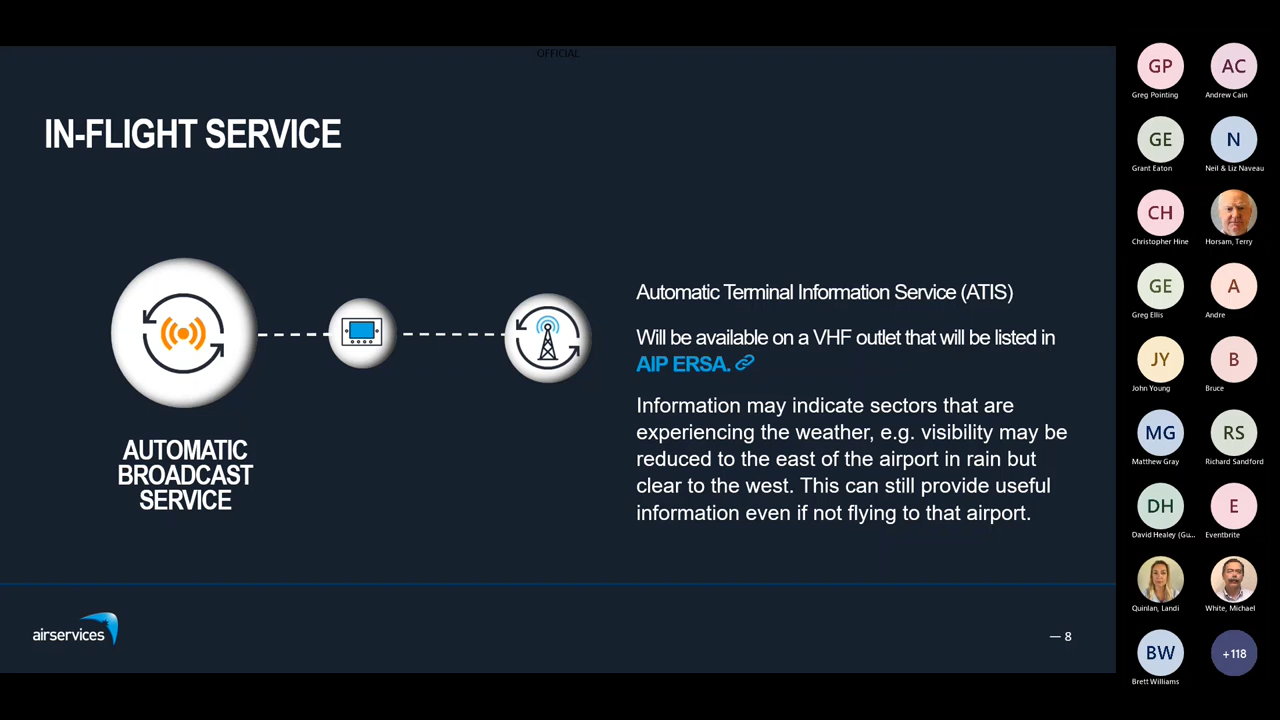 OFFICIAL
IN-FLIGHT SERVICE
AUTOMATIC
BROADCAST
SERVICE
Automatic Terminal Information Service (ATIS)
Will be available on a VHF outlet that will be listed in
AIP ERSA.
Information may indicate sectors that are
experiencing the weather, e.g. visibility may be
reduced to the east of the airport in rain but
clear to the west. This can still provide useful
information even if not flying to that airport.
airservices
— 8
GP
Greg Pointing
AC
Andrew Cain
GE
Grant Eaton
N
Neil & Liz Naveau
CH
Christopher Hine
Horsam, Terry
GE
Greg Ellis
A
Andre
JY
John Young
B
Bruce
MG
Matthew Gray
RS
Richard Sandford
DH
David Healey (Gu...
E
Eventbrite
Quinlan, Landi
White, Michael
BW
Brett Williams
+118